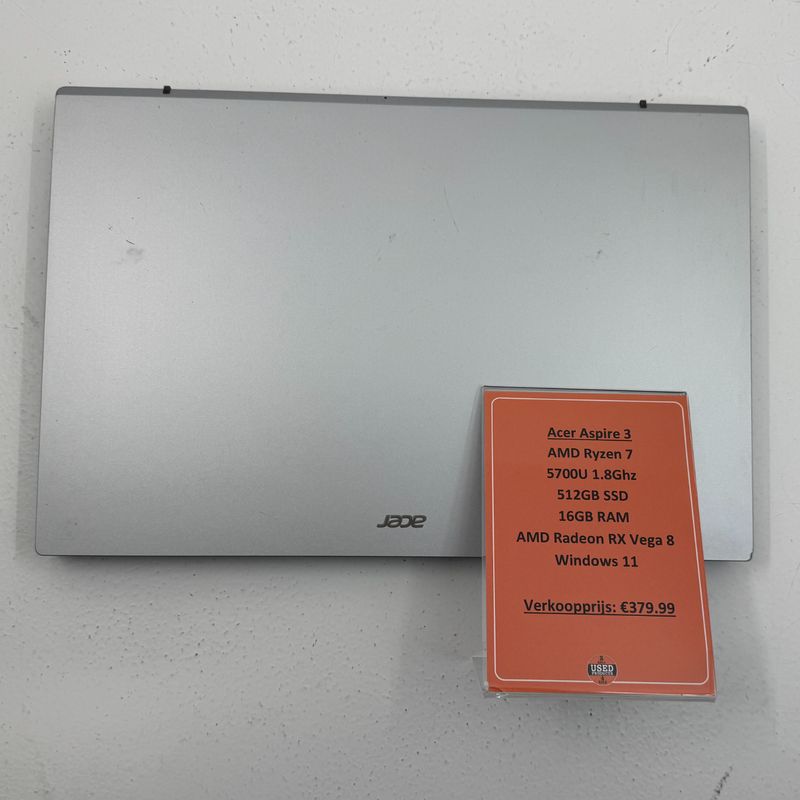 acer
Acer Aspire 3
AMD Ryzen 7
5700U 1.8Ghz
512GB SSD
16GB RAM
AMD Radeon RX Vega 8
Windows 11
Verkoopprijs: €379.99
USED
PRODUCTS